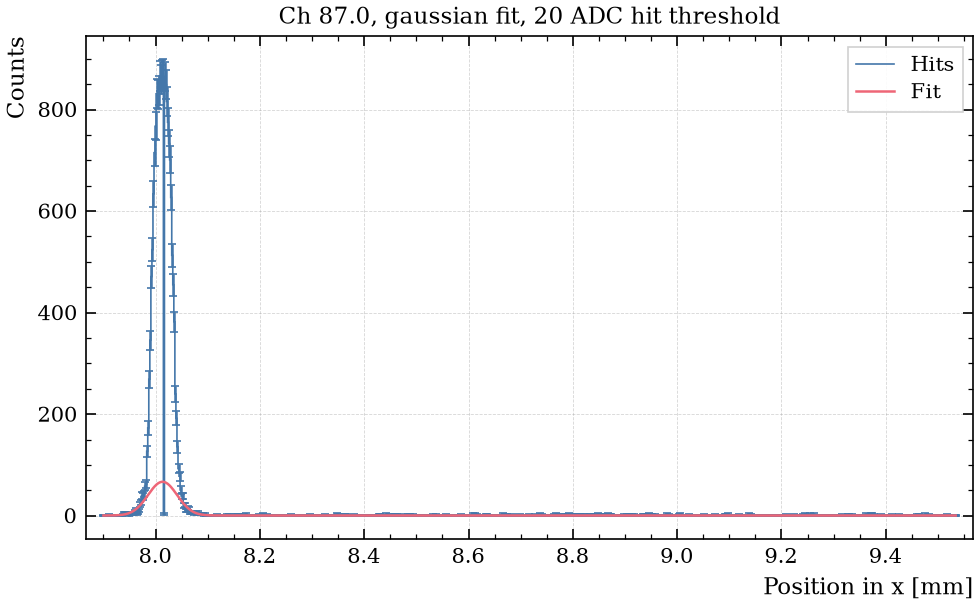 Ch 87.0, gaussian fit, 20 ADC hit threshold
Counts
Hits
Fit
800
600
400
200
0
8.0 8.2 8.4 8.6 8.8 9.0 9.2 9.4
Position in x [mm]